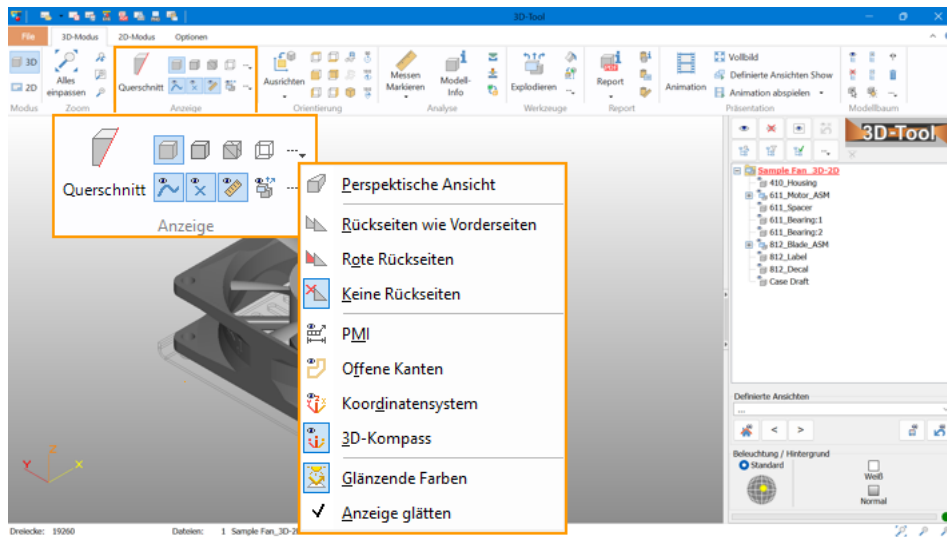 3D-Tool
File
3D-Modus
2D-Modus
Optionen
3D
2D
Modus
Alles
einpassen
Zoom
Querschnitt
Anzeige
Ausrichten
Orientierung
Messen
Markieren
Modell-
Info
Analyse
Explodieren
Werkzeuge
Report
Report
Animation
Vollbild
Definierte Ansichten Show
Animation abspielen
Präsentation
Modellbaum
Querschnitt
Anzeige
Perspektische Ansicht
Rückseiten wie Vorderseiten
Rote Rückseiten
Keine Rückseiten
PMI
Offene Kanten
Koordinatensystem
3D-Kompass
Glänzende Farben
Anzeige glätten
3D-Tool
Sample Fan_3D-2D
410_Housing
611_Motor_ASM
611_Spacer
611_Bearing:1
611_Bearing:2
812_Blade_ASM
812_Label
812_Decal
Case Draft
Definierte Ansichten
...
< >
Beleuchtung / Hintergrund
Standard
Weiß
Normal
Z
Y
X
Dreiecke: 19260
Dateien: 1 Sample Fan_3D-2